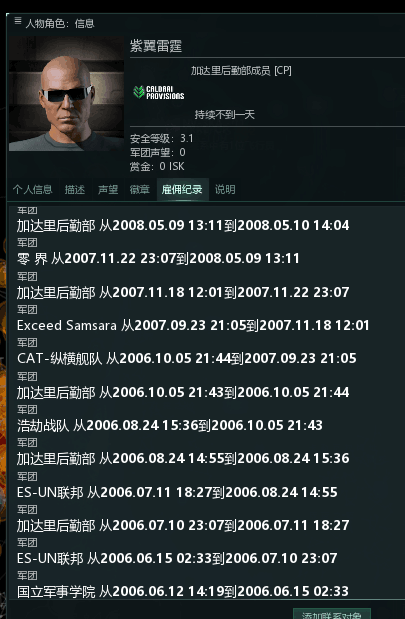 人物角色：信息
紫翼雷霆
加达里后勤部成员 [CP]
CALDARI
PROVISIONS
持续不到一天
安全等级：3.1
军团声望：0
赏金：0 ISK
个人信息 描述 声望 徽章 雇佣纪录 说明
军团
加达里后勤部 从2008.05.09 13:11到2008.05.10 14:04
军团
零 界 从2007.11.22 23:07到2008.05.09 13:11
军团
加达里后勤部 从2007.11.18 12:01到2007.11.22 23:07
军团
Exceed Samsara 从2007.09.23 21:05到2007.11.18 12:01
军团
CAT-纵横舰队 从2006.10.05 21:44到2007.09.23 21:05
军团
加达里后勤部 从2006.10.05 21:43到2006.10.05 21:44
军团
浩劫战队 从2006.08.24 15:36到2006.10.05 21:43
军团
加达里后勤部 从2006.08.24 14:55到2006.08.24 15:36
军团
ES-UN联邦 从2006.07.11 18:27到2006.08.24 14:55
军团
加达里后勤部 从2006.07.10 23:07到2006.07.11 18:27
军团
ES-UN联邦 从2006.06.15 02:33到2006.07.10 23:07
军团
国立军事学院 从2006.06.12 14:19到2006.06.15 02:33
添加联系对象